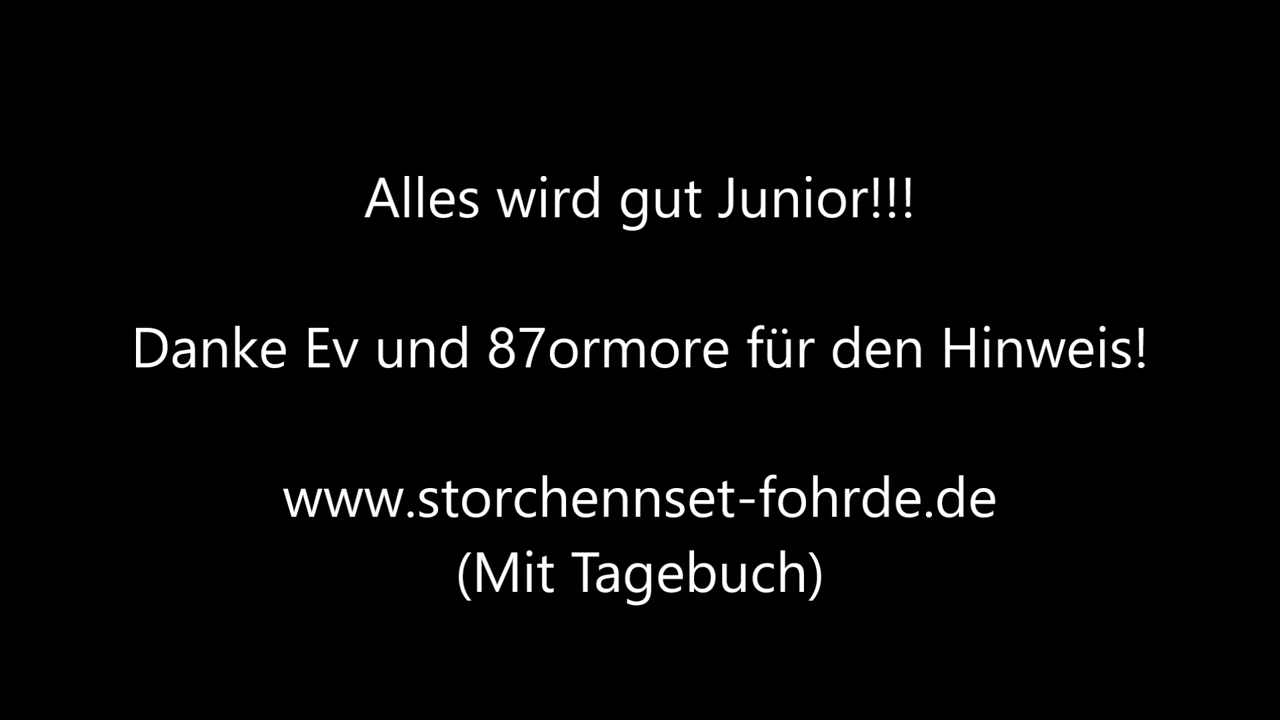 Alles wird gut Junior!!!
Danke Ev und 87ormore für den Hinweis!
www.storchennset-fohrde.de
(Mit Tagebuch)